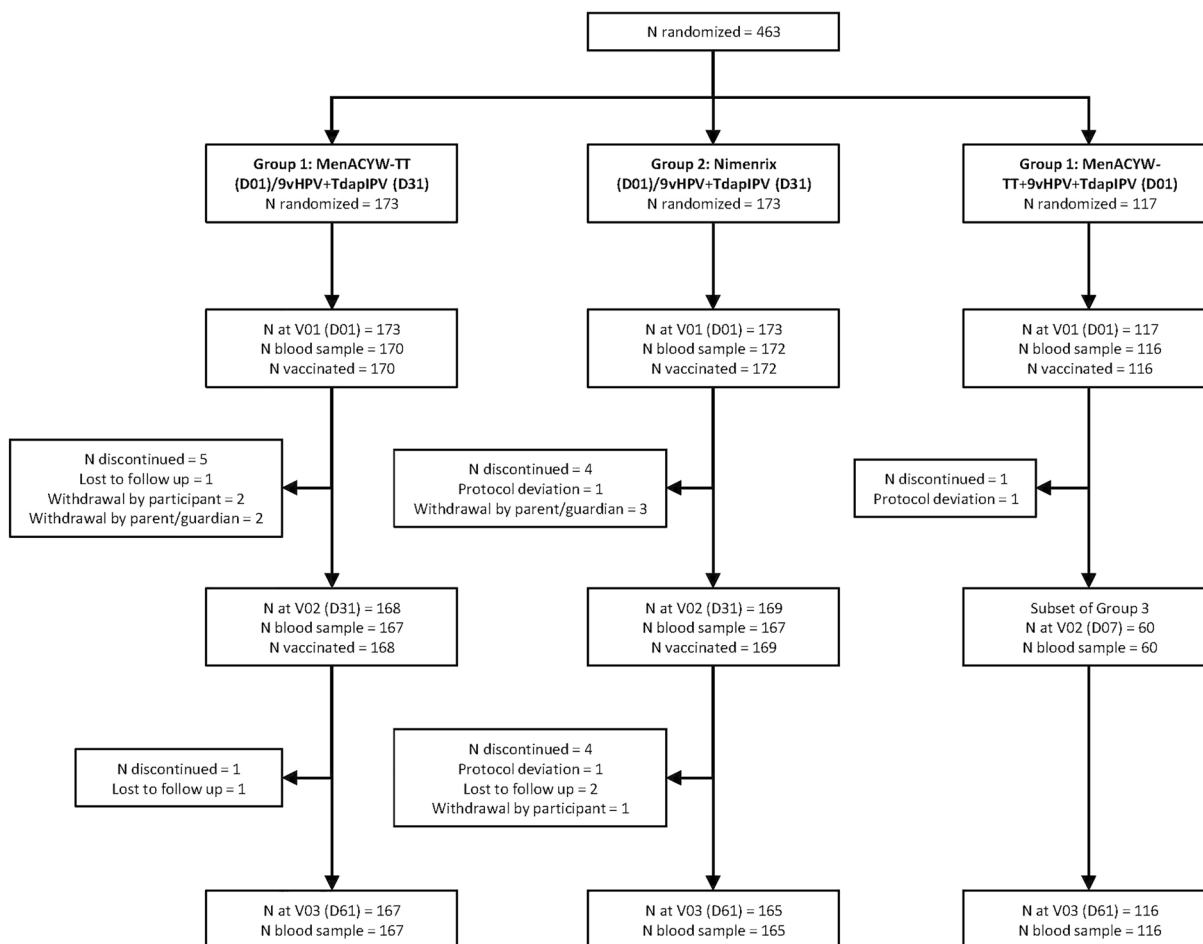 N randomized = 463
Group 1: MenACYW-TT
(D01)/9vHPV+TdapIPV (D31)
N randomized = 173
Group 2: Nimenrix
(D01)/9vHPV+TdapIPV (D31)
N randomized = 173
Group 1: MenACYW-
TT+9vHPV+TdapIPV (D01)
N randomized = 117
N at V01 (D01) = 173
N blood sample = 170
N vaccinated = 170
N at V01 (D01) = 173
N blood sample = 172
N vaccinated = 172
N at V01 (D01) = 117
N blood sample = 116
N vaccinated = 116
N discontinued = 5
Lost to follow up = 1
Withdrawal by participant = 2
Withdrawal by parent/guardian = 2
N discontinued = 4
Protocol deviation = 1
Withdrawal by parent/guardian = 3
N discontinued = 1
Protocol deviation = 1
N at V02 (D31) = 168
N blood sample = 167
N vaccinated = 168
N at V02 (D31) = 169
N blood sample = 167
N vaccinated = 169
Subset of Group 3
N at V02 (D07) = 60
N blood sample = 60
N discontinued = 1
Lost to follow up = 1
N discontinued = 4
Protocol deviation = 1
Lost to follow up = 2
Withdrawal by participant = 1
N at V03 (D61) = 167
N blood sample = 167
N at V03 (D61) = 165
N blood sample = 165
N at V03 (D61) = 116
N blood sample = 116